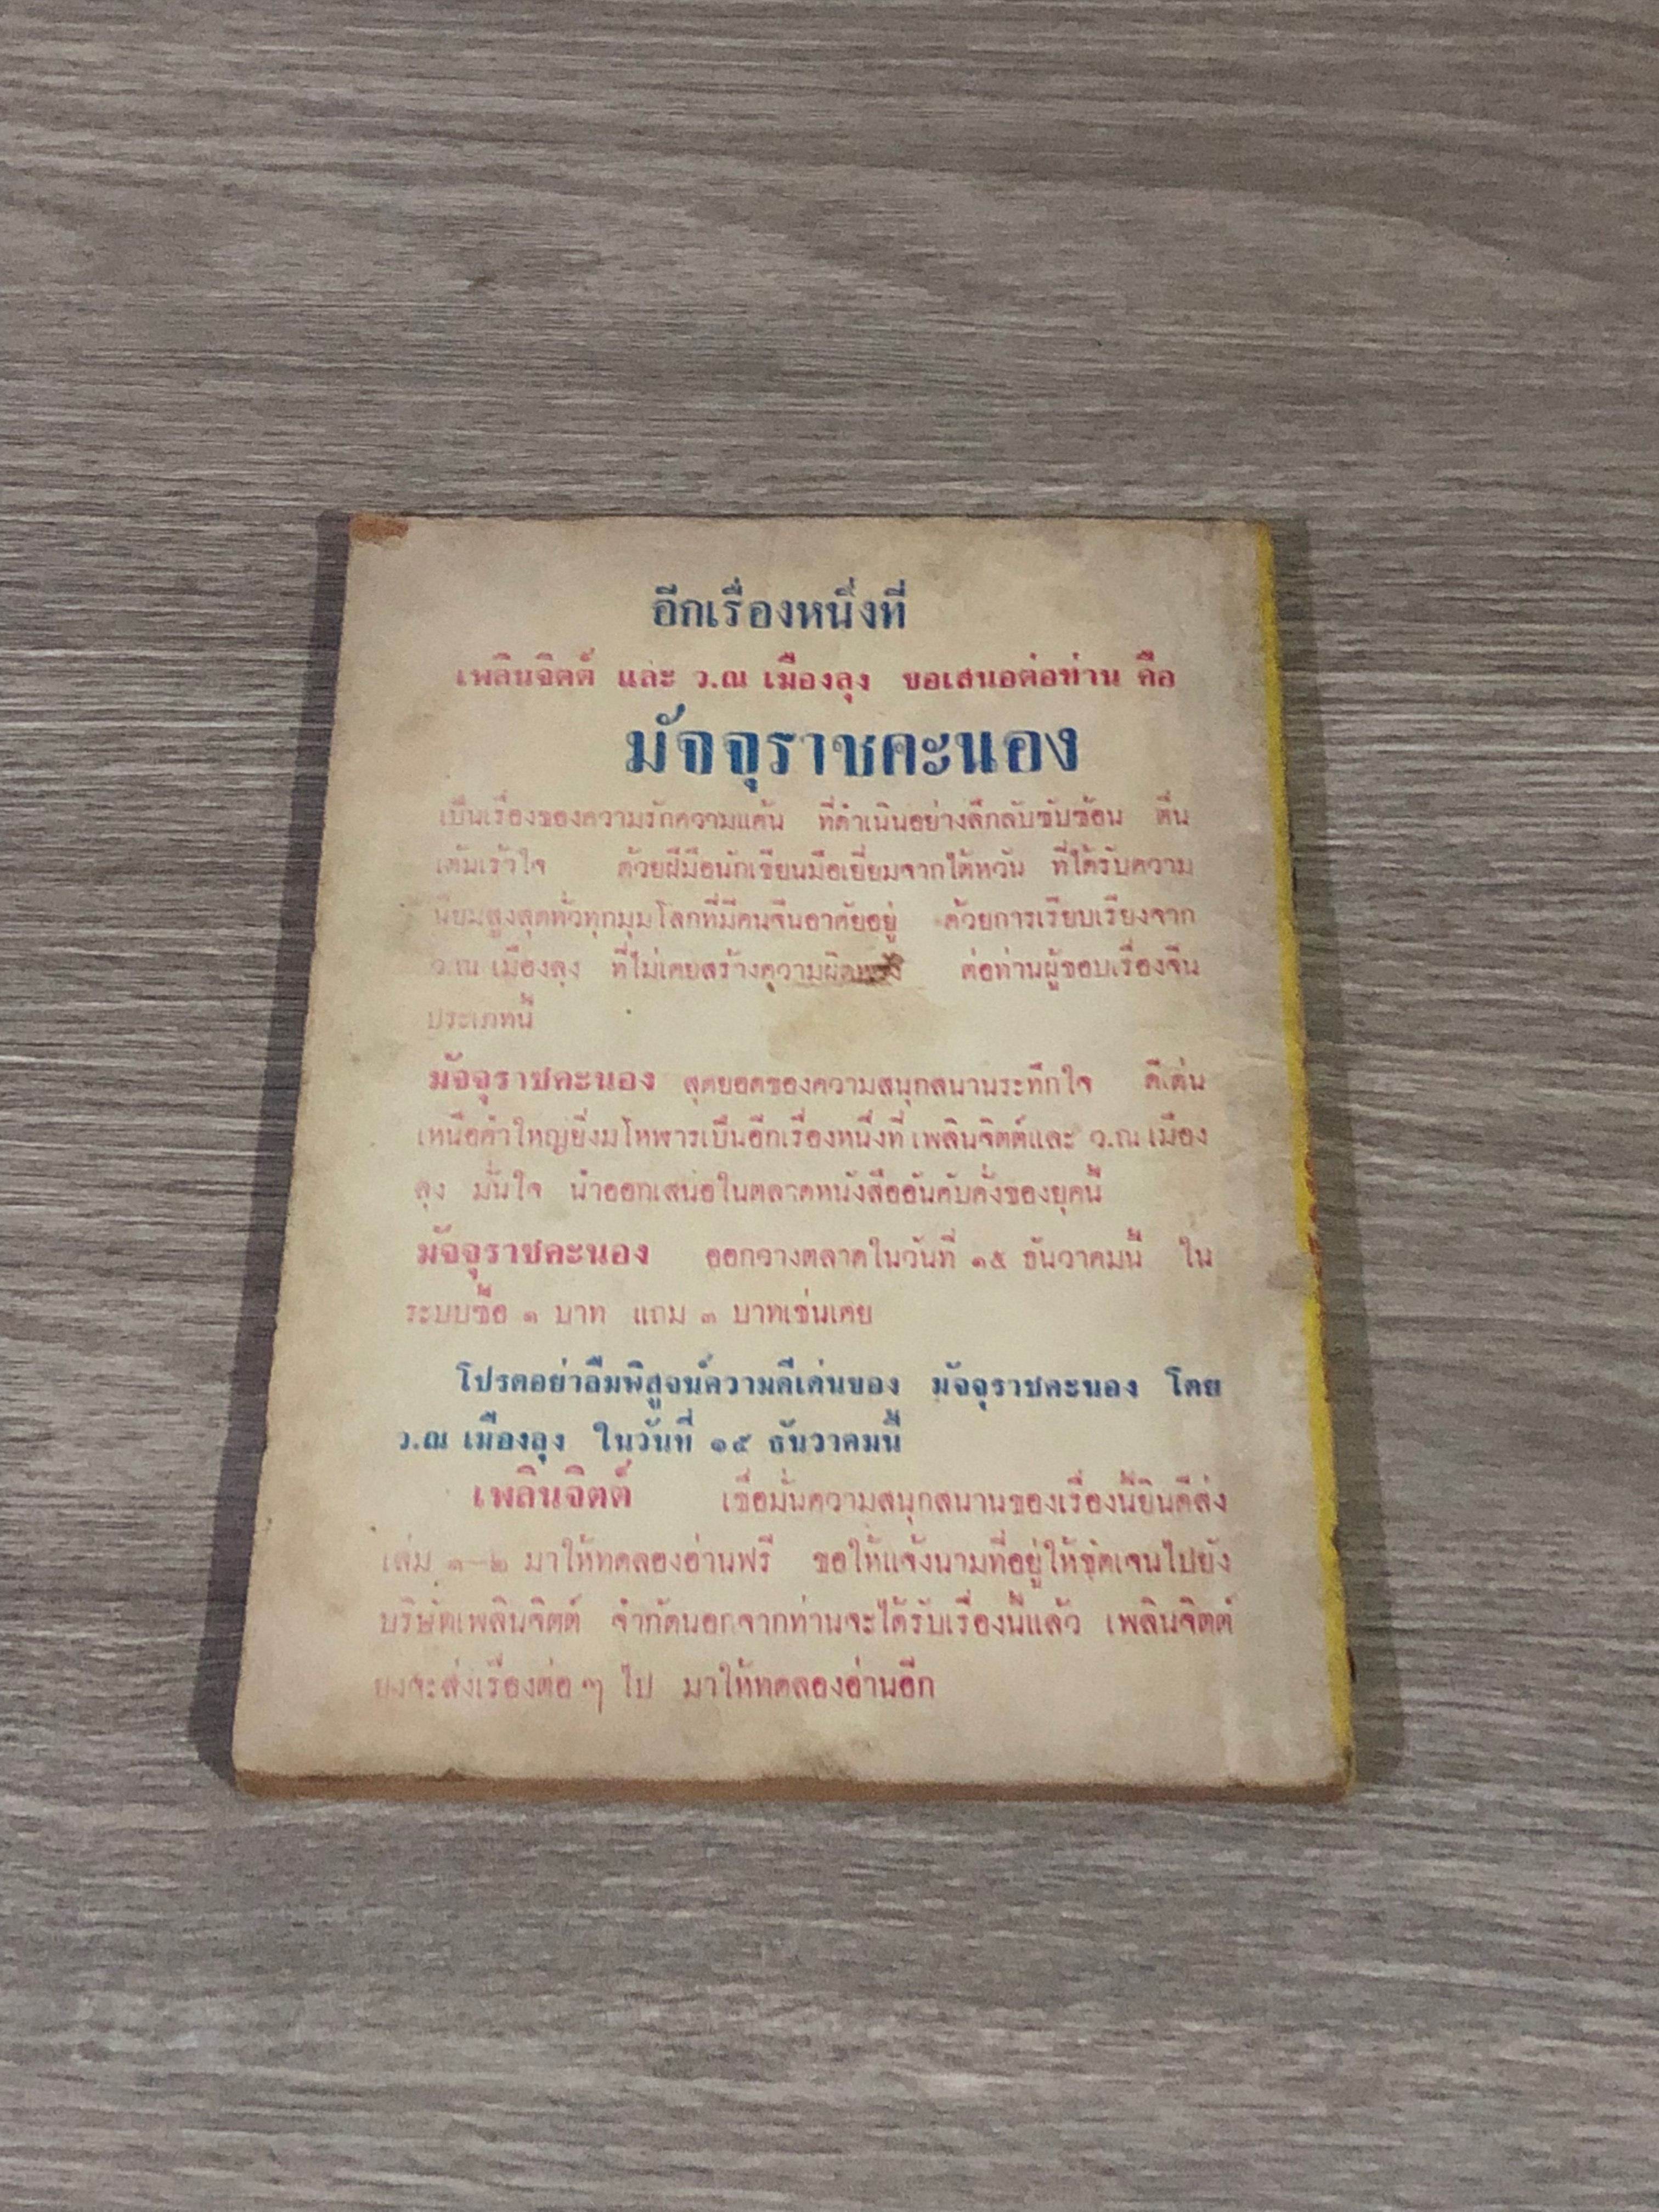 อีกเรื่องหนึ่งที่
เพลินจิตต์ และ ว.ณ เมืองลุง ขอเสนอต่อท่าน คือ
มัจจุราชคะนอง
เป็นเรื่องของความรักความแค้น ที่ดำเนินอย่างลึกลับซับซ้อน ตื่น
เต้นเร้าใจ ด้วยฝีมือนักเขียนมือเยี่ยมจากใต้หวัน ที่ได้รับความ
นิยมสูงสุดทั่วทุกมุมโลกที่มีคนจีนอาศัยอยู่ ด้วยการเรียบเรียงจาก
ว.ณ เมืองลุง ที่ไม่เคยสร้างความผิดหวัง ต่อท่านผู้ชอบเรื่องจีน
ประเภทนี้
มัจจุราชคะนอง สุดยอดของความสนุกสนานระทึกใจ ดีเด่น
เหนือคำใหญ่ยิ่งมโหฬารเป็นอีกเรื่องหนึ่งที่ เพลินจิตต์และ ว.ณ เมือง
ลุง มั่นใจ นำออกเสนอในตลาดหนังสืออันคับคั่งของยุคนี้
มัจจุราชคะนอง ออกวางตลาดในวันที่ ๑๕ ธันวาคมนี้ ใน
ระบบซื้อ ๑ บาท แถม ๓ บาทเช่นเคย
โปรดอย่าลืมพิสูจน์ความดีเด่นของ มัจจุราชคะนอง โดย
ว.ณ เมืองลุง ในวันที่ ๑๕ ธันวาคมนี้
เพลินจิตต์ เชื่อมั่นความสนุกสนานของเรื่องนี้ยินดีส่ง
เล่ม ๑-๒ มาให้ทดลองอ่านฟรี ขอให้แจ้งนามที่อยู่ให้ชัดเจนไปยัง
บริษัทเพลินจิตต์ จำกัดนอกจากท่านจะได้รับเรื่องนี้แล้ว เพลินจิตต์
ยังจะส่งเรื่องต่อ ๆ ไป มาให้ทดลองอ่านอีก